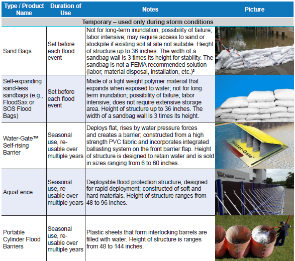 Type / Product Name
Duration of Use
Notes
Picture
Temporary – used only during storm conditions
Sand Bags
Set before each flood event
Not for long-term inundation; possibility of failure, labor intensive; may require access to sand or stockpile if existing soil at site not suitable. Height of structure up to 36 inches. The width of a sandbag wall is 3 times its height for stability. The sandbag is not a FEMA recommended solution (labor, material disposal, installation, etc.)
Self-expanding sand-less sandbags (e.g., FloodSax or SOS Flood Bags)
Set before each flood event
Made of a light weight polymer material that expands when exposed to water; not for long term inundation; possibility of failure; labor intensive; does not require extensive storage area. Height of structure up to 36 inches. The width of a sandbag wall is 3 times its height.
Water-Gate™ Self-rising Barrier
Seasonal use, re-usable over multiple years
Deploys flat, rises by water pressure forces and creates a barrier; constructed from a high strength PVC fabric and incorporates integrated ballasting system on the front barrier flap. Height of structure is designed to retain water and is sold in sizes ranging from 6 to 60 inches.
Aquafence
Seasonal use, re-usable over multiple years
Deployable flood protection structure, designed for rapid deployment; constructed of soft and hard materials. Height of structure ranges from 48 to 96 inches.
Portable Cylinder Flood Barriers
Seasonal use, re-usable over multiple years
Plastic sheets that form interlocking barrels are filled with water. Height of structure is ranges from 48 to 144 inches.